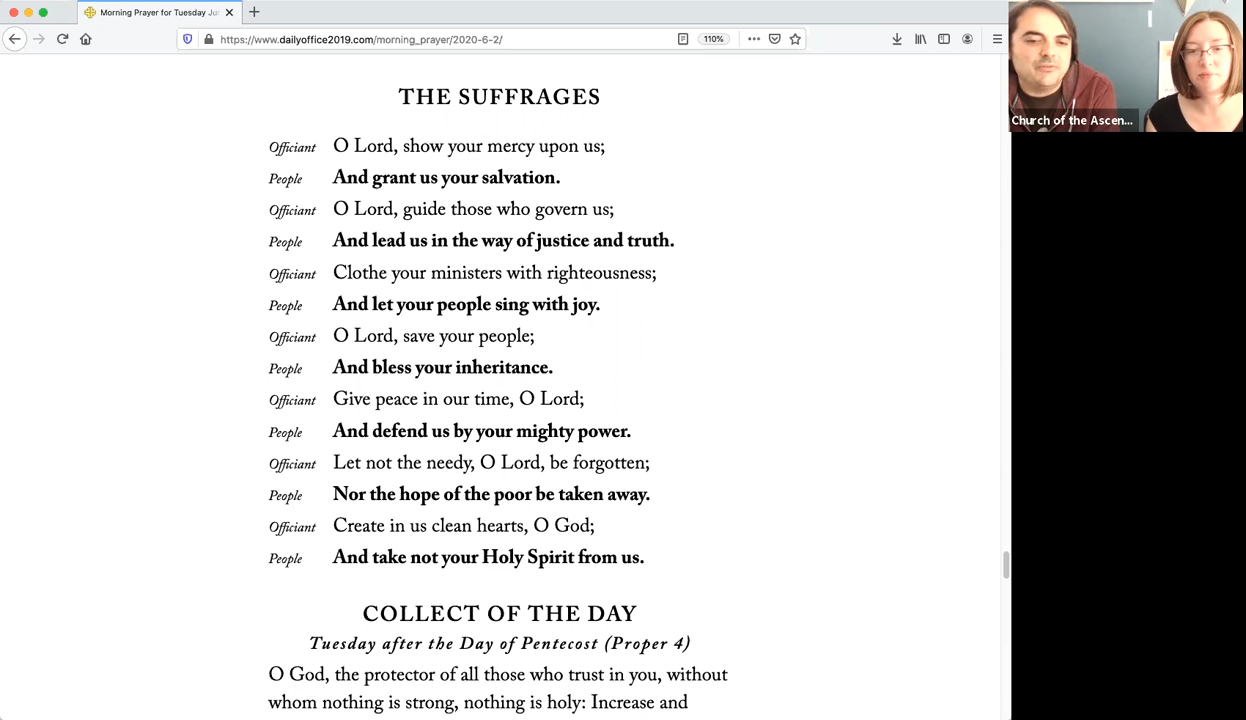 Morning Prayer for Tuesday Ju
https://www.dailyoffice2019.com/morning_prayer/2020-6-2/
110%
Church of the Ascen...
THE SUFFRAGES
Officiant O Lord, show your mercy upon us;
People And grant us your salvation.
Officiant O Lord, guide those who govern us;
People And lead us in the way of justice and truth.
Officiant Clothe your ministers with righteousness;
People And let your people sing with joy.
Officiant O Lord, save your people;
People And bless your inheritance.
Officiant Give peace in our time, O Lord;
People And defend us by your mighty power.
Officiant Let not the needy, O Lord, be forgotten;
People Nor the hope of the poor be taken away.
Officiant Create in us clean hearts, O God;
People And take not your Holy Spirit from us.
COLLECT OF THE DAY
Tuesday after the Day of Pentecost (Proper 4)
O God, the protector of all those who trust in you, without
whom nothing is strong, nothing is holy: Increase and